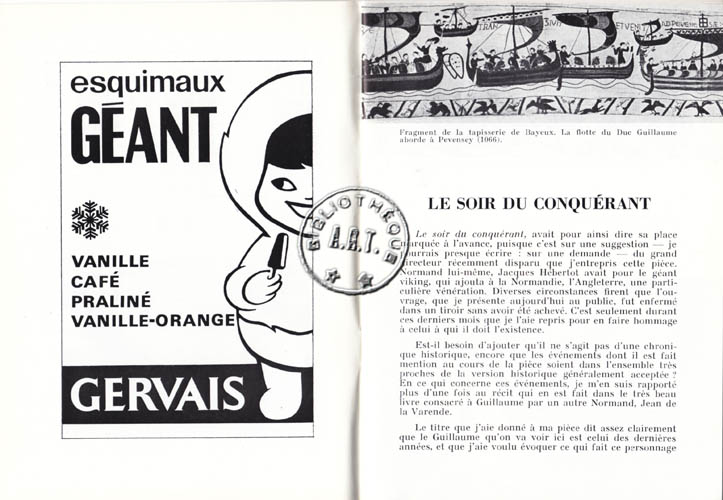 esquimaux
GÉANT
VANILLE
CAFÉ
PRALINÉ
VANILLE-ORANGE
GERVAIS
BIBLIOTHÈQUE
A.R.T.
Fragment de la tapisserie de Bayeux. La flotte du Duc Guillaume
aborde à Pevensey (1066).
LE SOIR DU CONQUÉRANT
Le soir du conquérant, avait pour ainsi dire sa place
marquée à l'avance, puisque c'est sur une suggestion — je
pourrais presque écrire : sur une demande — du grand
directeur récemment disparu que j'entrepris cette pièce.
Normand lui-même, Jacques Hébertot avait pour le géant
viking, qui ajouta à la Normandie, l'Angleterre, une parti-
culière vénération. Diverses circonstances firent que l'ou-
vrage, que je présente aujourd'hui au public, fut enfermé
dans un tiroir sans avoir été achevé. C'est seulement durant
ces derniers mois que je l'aie repris pour en faire hommage
à celui à qui il doit l'existence.
Est-il besoin d'ajouter qu'il ne s'agit pas d'une chroni-
que historique, encore que les événements dont il est fait
mention au cours de la pièce soient dans l'ensemble très
proches de la version historique généralement acceptée ?
En ce qui concerne ces événements, je m'en suis rapporté
plus d'une fois au récit qui en est fait dans le très beau
livre consacré à Guillaume par un autre Normand, Jean de
la Varende.
Le titre que j'aie donné à ma pièce dit assez clairement
que le Guillaume qu'on va voir ici est celui des dernières
années, et que j'aie voulu évoquer ce qui fait ce personnage